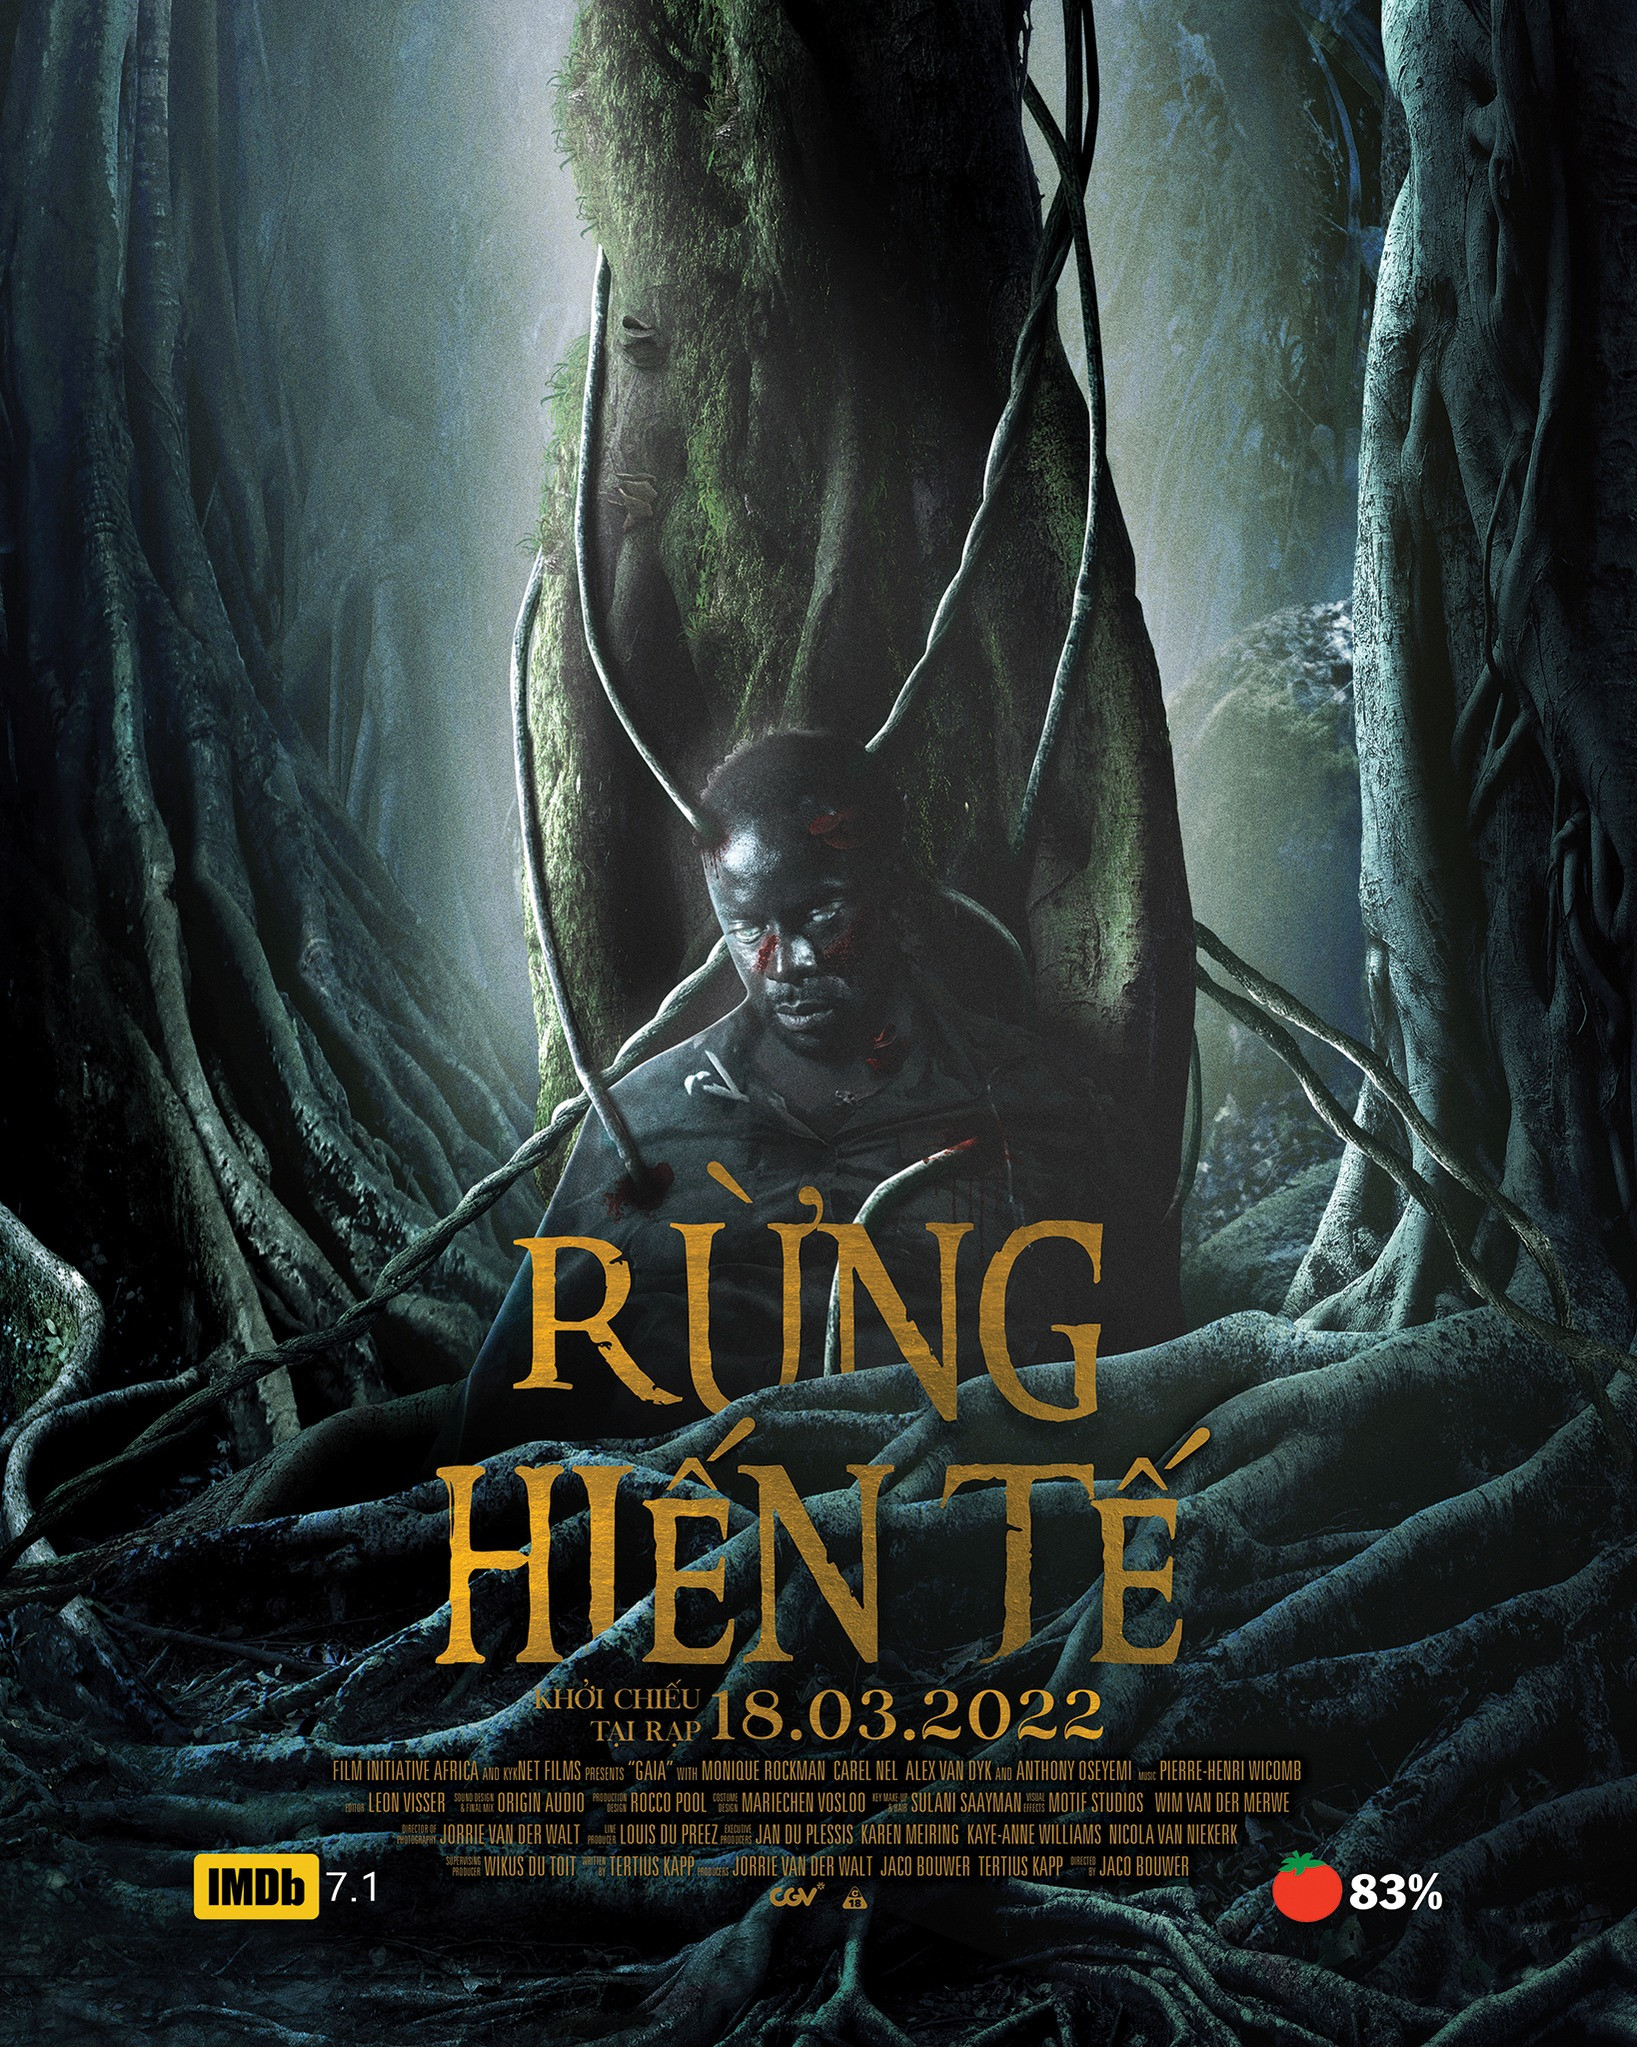 RỪNG
HIẾN TẾ
KHỞI CHIẾU
TẠI RẠP 18.03.2022
FILM INITIATIVE AFRICA AND KYKNET FILMS PRESENTS "GAIA" WITH MONIQUE ROCKMAN CAREL NEL ALEX VAN DYK AND ANTHONY OSEYEMI MUSIC PIERRE-HENRI WICOMB
EDITOR LEON VISSER SOUND DESIGN & FINAL MIX ORIGIN AUDIO PRODUCTION DESIGN ROCCO POOL COSTUME DESIGN MARIECHEN VOSLOO KEY MAKE-UP & HAIR SULANI SAAYMAN VISUAL EFFECTS MOTIF STUDIOS WIM VAN DER MERWE
DIRECTOR OF PHOTOGRAPHY JORRIE VAN DER WALT LINE PRODUCER LOUIS DU PREEZ EXECUTIVE PRODUCERS JAN DU PLESSIS KAREN MEIRING KAYE-ANNE WILLIAMS NICOLA VAN NIEKERK
SUPERVISING PRODUCER WIKUS DU TOIT WRITTEN BY TERTIUS KAPP PRODUCERS JORRIE VAN DER WALT JACO BOUWER TERTIUS KAPP DIRECTED BY JACO BOUWER
IMDb 7.1
CGV C 18
83%